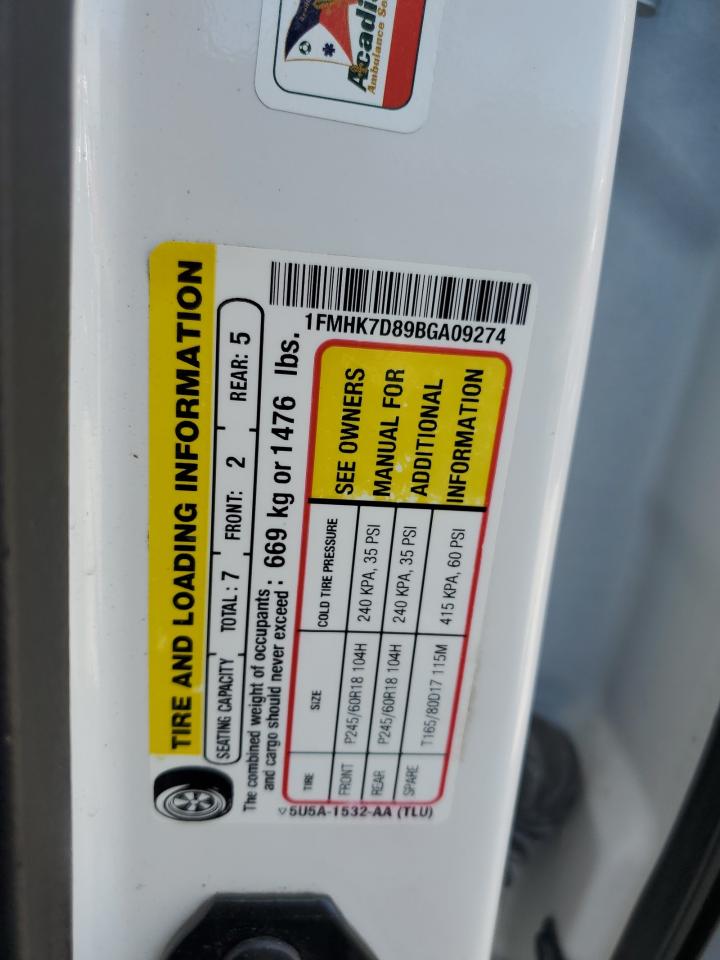 Acadi
Ambulance Se
TIRE AND LOADING INFORMATION
SEATING CAPACITY TOTAL : 7 FRONT: 2 REAR: 5
The combined weight of occupants
and cargo should never exceed : 669 kg or 1476 lbs.
TIRE SIZE COLD TIRE PRESSURE
FRONT P245/60R18 104H 240 KPA, 35 PSI
REAR P245/60R18 104H 240 KPA, 35 PSI
SPARE T165/80D17 115M 415 KPA, 60 PSI
SEE OWNERS
MANUAL FOR
ADDITIONAL
INFORMATION
1FMHK7D89BGA09274
5U5A-1532-AA (TLU)